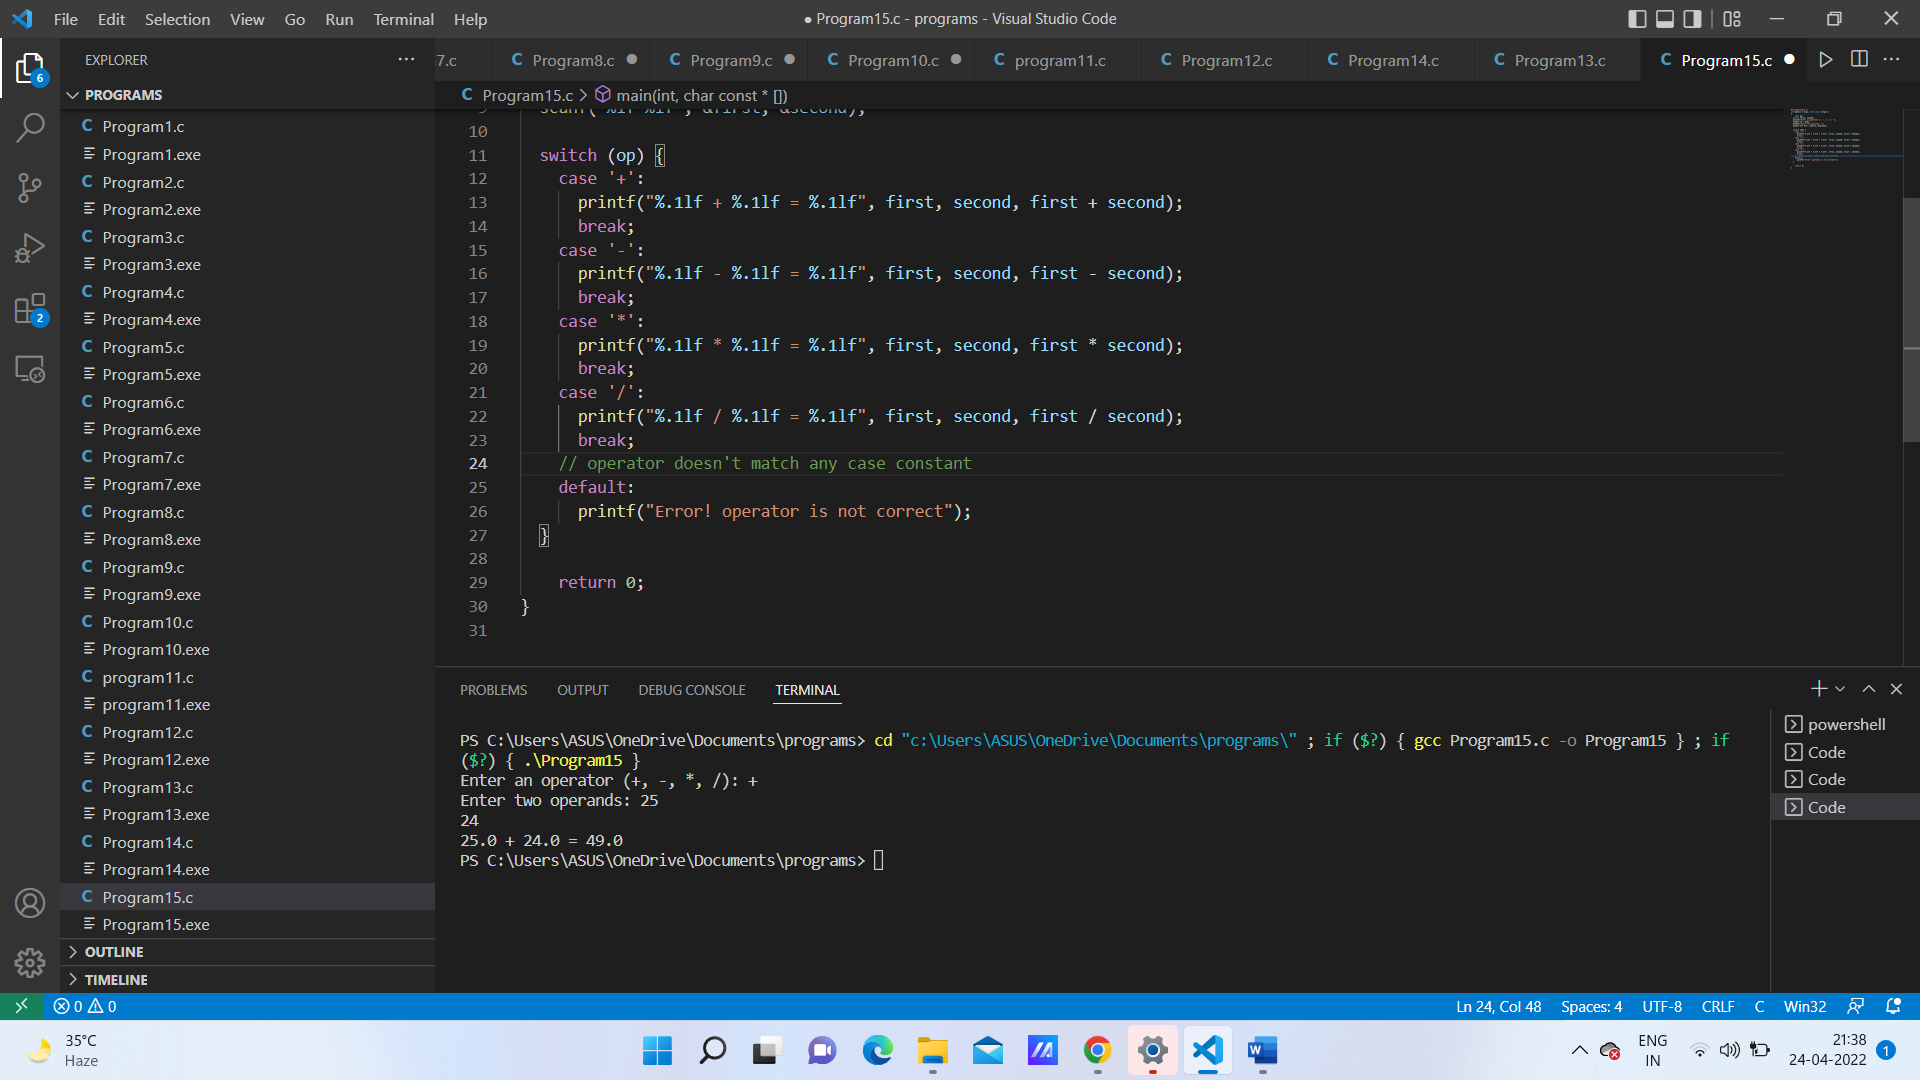 File Edit Selection View Go Run Terminal Help
● Program15.c - programs - Visual Studio Code
EXPLORER
PROGRAMS
C Program1.c
Program1.exe
C Program2.c
Program2.exe
C Program3.c
Program3.exe
C Program4.c
Program4.exe
C Program5.c
Program5.exe
C Program6.c
Program6.exe
C Program7.c
Program7.exe
C Program8.c
Program8.exe
C Program9.c
Program9.exe
C Program10.c
Program10.exe
C program11.c
program11.exe
C Program12.c
Program12.exe
C Program13.c
Program13.exe
C Program14.c
Program14.exe
C Program15.c
Program15.exe
OUTLINE
TIMELINE
6
2
7.c C Program8.c C Program9.c C Program10.c C program11.c C Program12.c C Program14.c C Program13.c C Program15.c
C Program15.c > main(int, char const * [])
9 scanf("%lf %lf", &first, &second);
10
11 switch (op) {
12 case '+':
13 printf("%.1lf + %.1lf = %.1lf", first, second, first + second);
14 break;
15 case '-':
16 printf("%.1lf - %.1lf = %.1lf", first, second, first - second);
17 break;
18 case '*':
19 printf("%.1lf * %.1lf = %.1lf", first, second, first * second);
20 break;
21 case '/':
22 printf("%.1lf / %.1lf = %.1lf", first, second, first / second);
23 break;
24 // operator doesn't match any case constant
25 default:
26 printf("Error! operator is not correct");
27 }
28
29 return 0;
30 }
31
PROBLEMS OUTPUT DEBUG CONSOLE TERMINAL
PS C:\Users\ASUS\OneDrive\Documents\programs> cd "c:\Users\ASUS\OneDrive\Documents\programs\" ; if ($?) { gcc Program15.c -o Program15 } ; if
($?) { .\Program15 }
Enter an operator (+, -, *, /): +
Enter two operands: 25
24
25.0 + 24.0 = 49.0
PS C:\Users\ASUS\OneDrive\Documents\programs>
powershell
Code
Code
Code
0 0
Ln 24, Col 48 Spaces: 4 UTF-8 CRLF C Win32
35°C
Haze
ENG
IN
21:38
24-04-2022
1